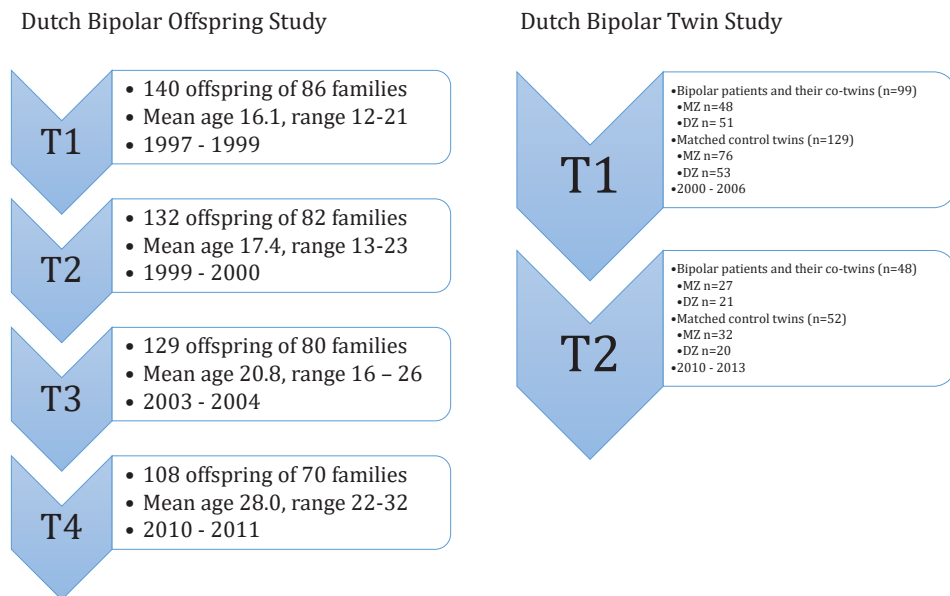 Dutch Bipolar Offspring Study
T1
• 140 offspring of 86 families
• Mean age 16.1, range 12-21
• 1997 - 1999
T2
• 132 offspring of 82 families
• Mean age 17.4, range 13-23
• 1999 - 2000
T3
• 129 offspring of 80 families
• Mean age 20.8, range 16 – 26
• 2003 - 2004
T4
• 108 offspring of 70 families
• Mean age 28.0, range 22-32
• 2010 - 2011
Dutch Bipolar Twin Study
T1
•Bipolar patients and their co-twins (n=99)
•MZ n=48
•DZ n= 51
•Matched control twins (n=129)
•MZ n=76
•DZ n=53
•2000 - 2006
T2
•Bipolar patients and their co-twins (n=48)
•MZ n=27
•DZ n= 21
•Matched control twins (n=52)
•MZ n=32
•DZ n=20
•2010 - 2013